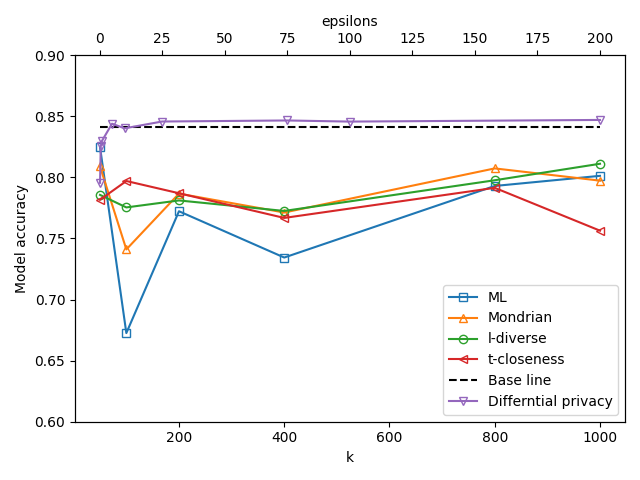 epsilons
0 25 50 75 100 125 150 175 200
0.90
0.85
0.80
0.75
0.70
0.65
0.60
Model accuracy
ML
Mondrian
l-diverse
t-closeness
Base line
Differntial privacy
200 400 600 800 1000
k